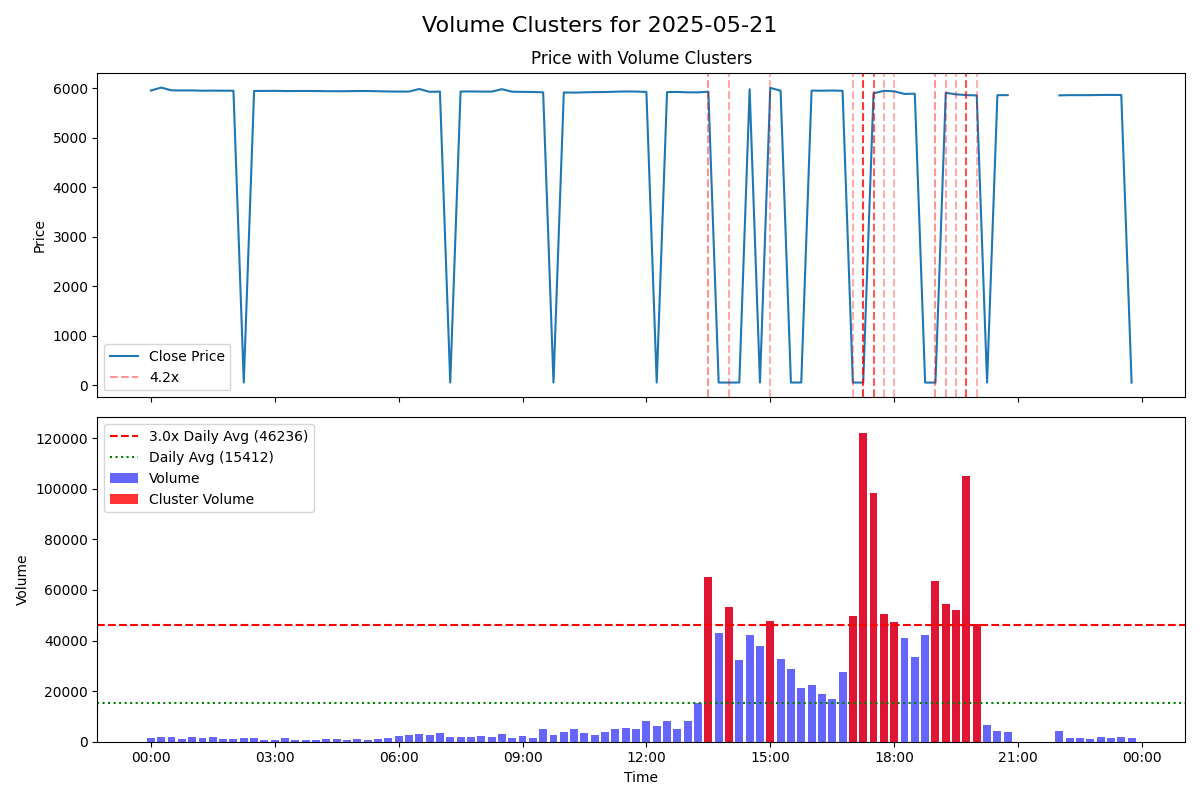 Volume Clusters for 2025-05-21
Price with Volume Clusters
6000
5000
4000
3000
2000
1000
0
Price
Close Price
4.2x
120000
100000
80000
60000
40000
20000
0
Volume
3.0x Daily Avg (46236)
Daily Avg (15412)
Volume
Cluster Volume
00:00 03:00 06:00 09:00 12:00 15:00 18:00 21:00 00:00
Time